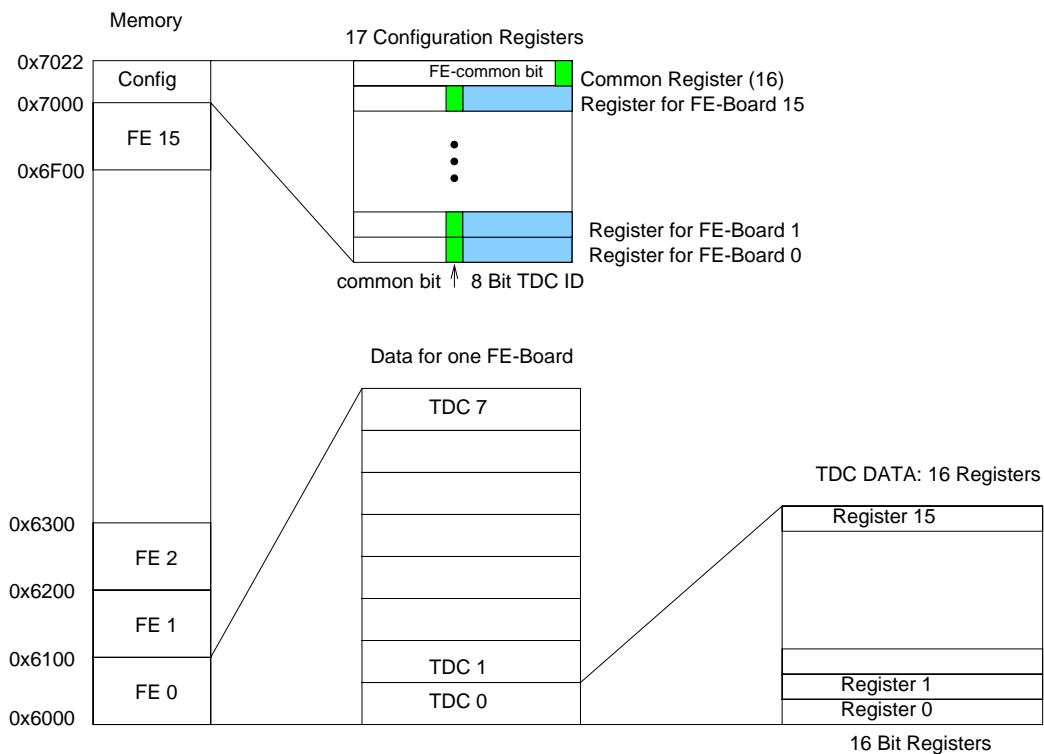 Memory
17 Configuration Registers
0x7022
Config
FE-common bit
Common Register (16)
0x7000
Register for FE-Board 15
FE 15
0x6F00
Register for FE-Board 1
Register for FE-Board 0
common bit
8 Bit TDC ID
Data for one FE-Board
TDC 7
TDC DATA: 16 Registers
Register 15
0x6300
FE 2
0x6200
FE 1
0x6100
TDC 1
Register 1
FE 0
TDC 0
Register 0
0x6000
16 Bit Registers